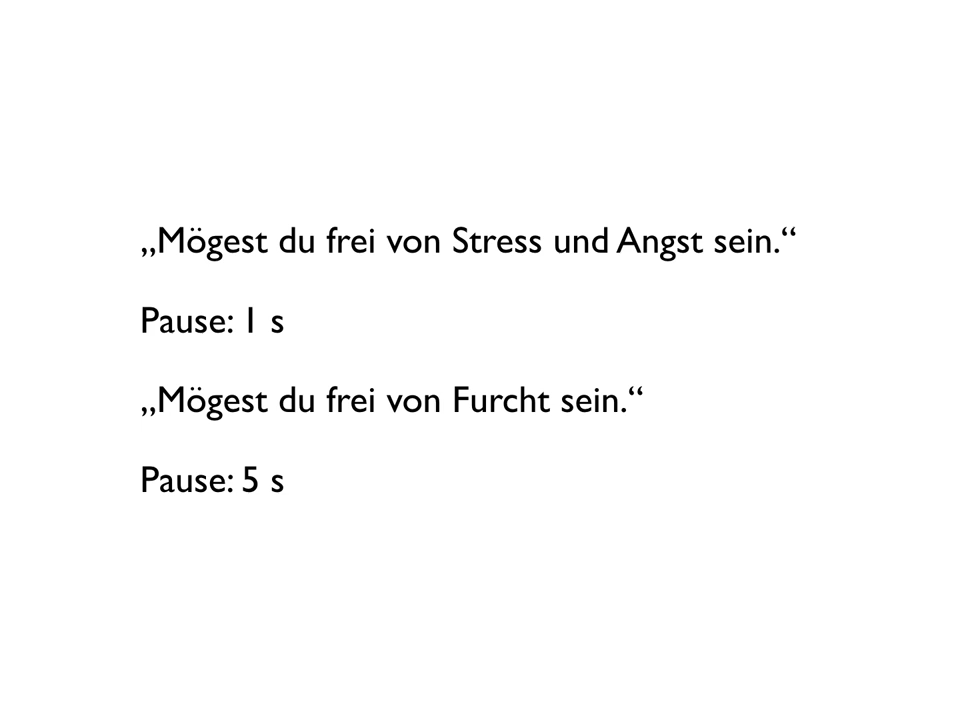 „Mögest du frei von Stress und Angst sein.“
Pause: 1 s
„Mögest du frei von Furcht sein.“
Pause: 5 s